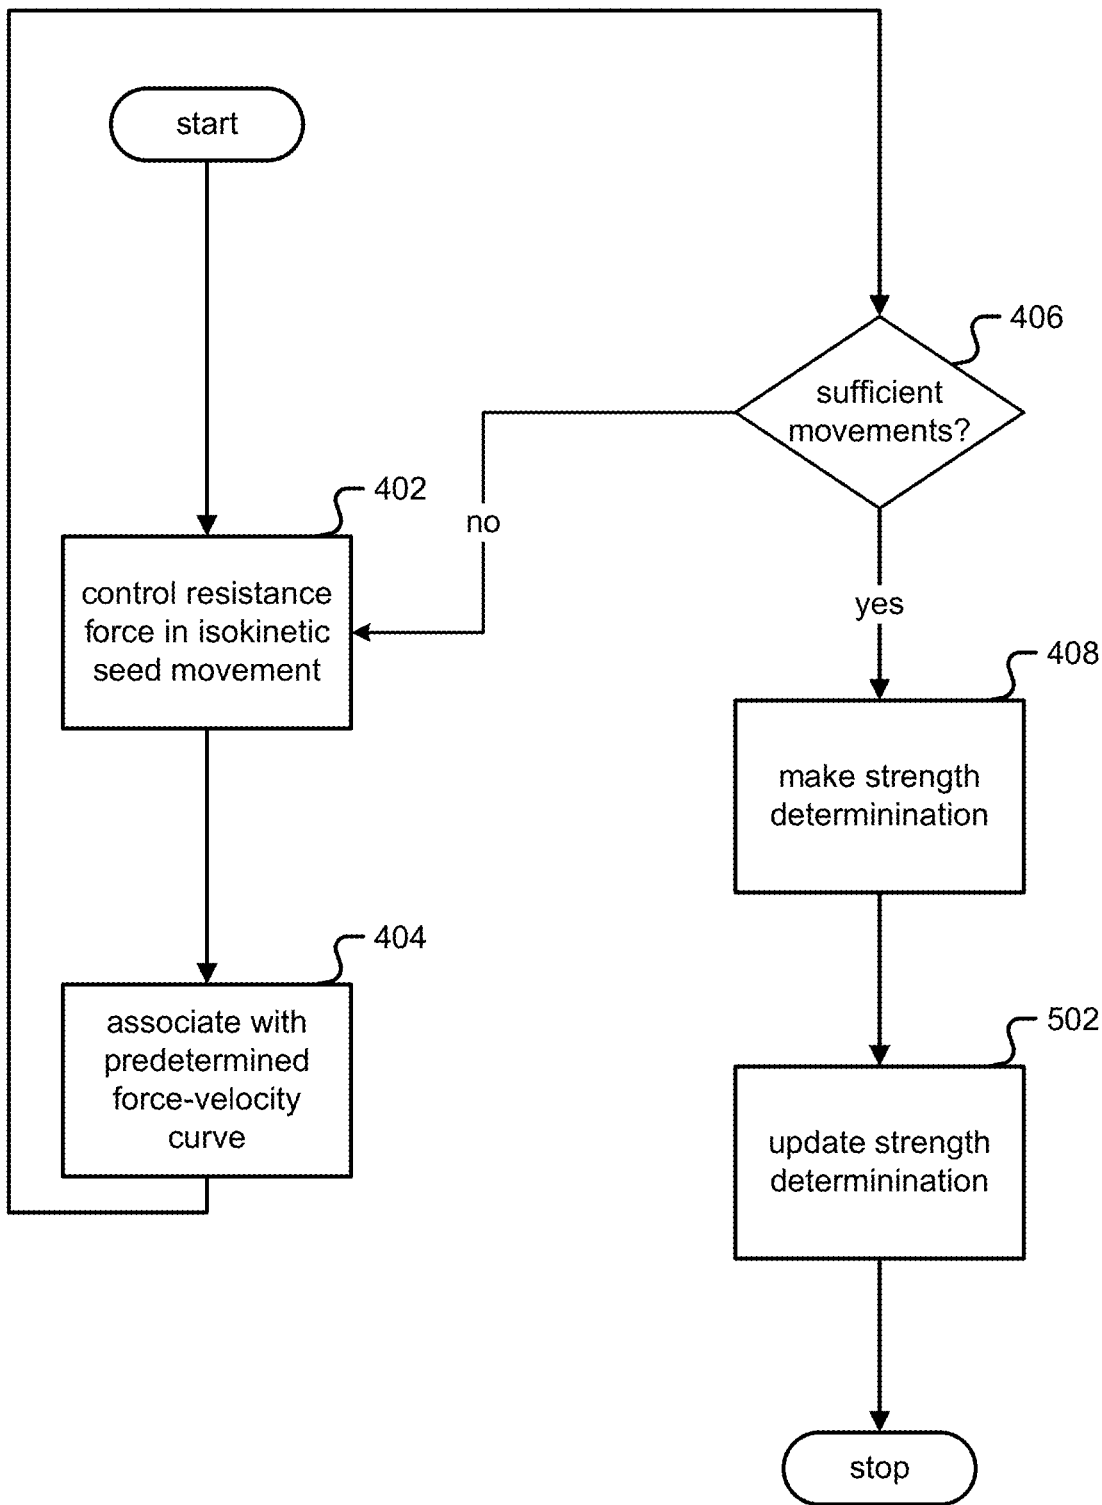 start
402
control resistance
force in isokinetic
seed movement
404
associate with
predetermined
force-velocity
curve
406
sufficient
movements?
no
yes
408
make strength
determinination
502
update strength
determinination
stop